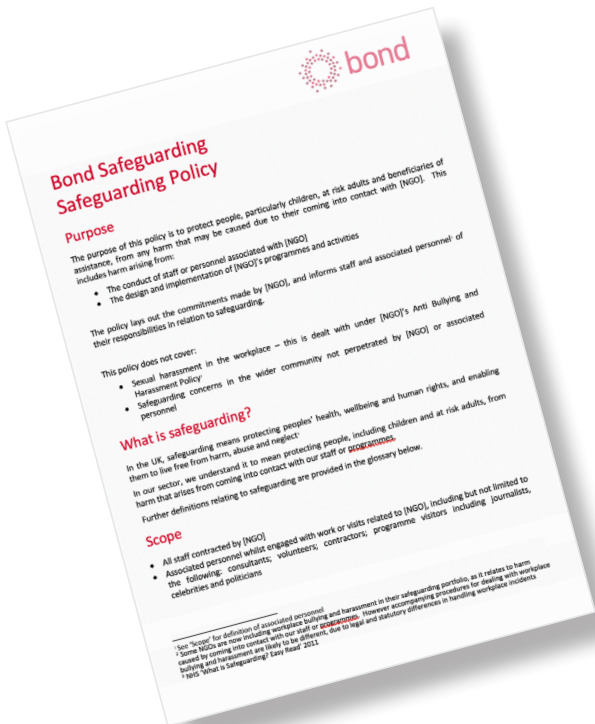 bond
Bond Safeguarding
Safeguarding Policy
Purpose
The purpose of this policy is to protect people, particularly children, at risk adults and beneficiaries of
assistance, from any harm that may be caused due to their coming into contact with [NGO]. This
includes harm arising from:
• The conduct of staff or personnel associated with [NGO]
• The design and implementation of [NGO]'s programmes and activities
The policy lays out the commitments made by [NGO], and informs staff and associated personnel¹ of
their responsibilities in relation to safeguarding.
This policy does not cover:
• Sexual harassment in the workplace – this is dealt with under [NGO]'s Anti Bullying and
Harassment Policy²
• Safeguarding concerns in the wider community not perpetrated by [NGO] or associated
personnel
What is safeguarding?
In the UK, safeguarding means protecting peoples' health, wellbeing and human rights, and enabling
them to live free from harm, abuse and neglect³
In our sector, we understand it to mean protecting people, including children and at risk adults, from
harm that arises from coming into contact with our staff or programmes.
Further definitions relating to safeguarding are provided in the glossary below.
Scope
• All staff contracted by [NGO]
• Associated personnel whilst engaged with work or visits related to [NGO], including but not limited to
the following: consultants; volunteers; contractors; programme visitors including journalists,
celebrities and politicians
¹ See 'Scope' for definition of associated personnel
² Some NGOs are now including workplace bullying and harassment in their safeguarding portfolio, as it relates to harm
caused by coming into contact with our staff or programmes. However accompanying procedures for dealing with workplace
bullying and harassment are likely to be different, due to legal and statutory differences in handling workplace incidents
³ NHS 'What is Safeguarding? Easy Read' 2011